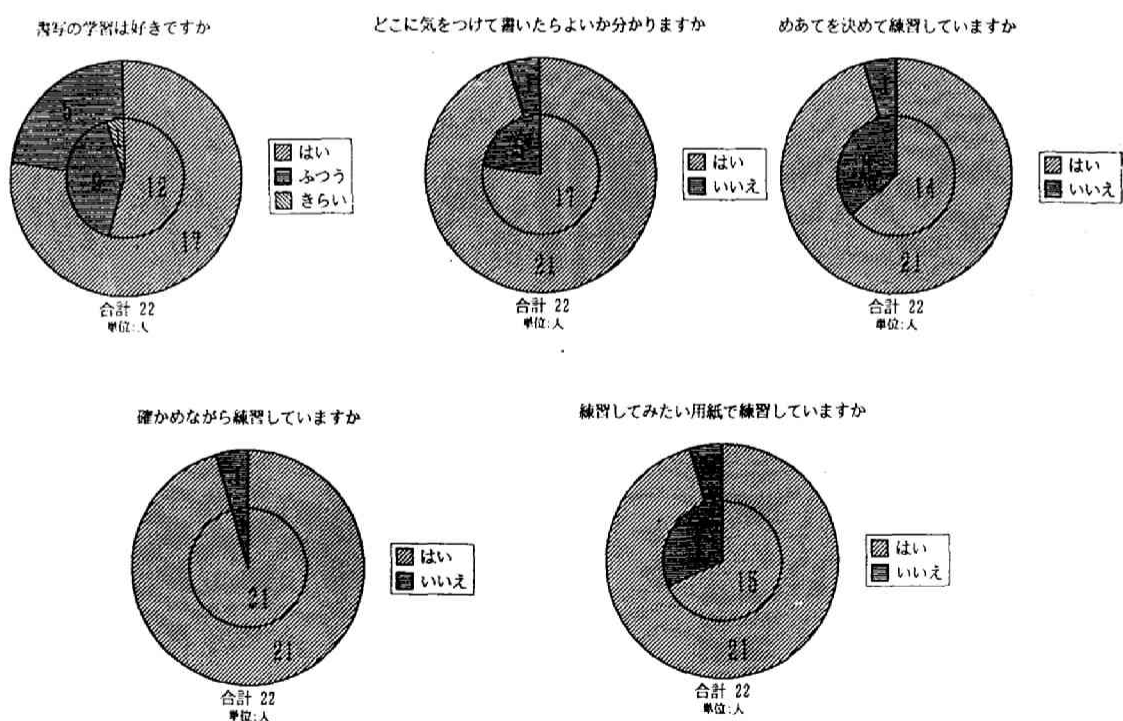 書写の学習は好きですか
5
9
12
17
はい
ふつう
きらい
合計 22
単位:人
どこに気をつけて書いたらよいか分かりますか
17
21
はい
いいえ
合計 22
単位:人
めあてを決めて練習していますか
14
21
はい
いいえ
合計 22
単位:人
確かめながら練習していますか
21
21
はい
いいえ
合計 22
単位:人
練習してみたい用紙で練習していますか
15
21
はい
いいえ
合計 22
単位:人